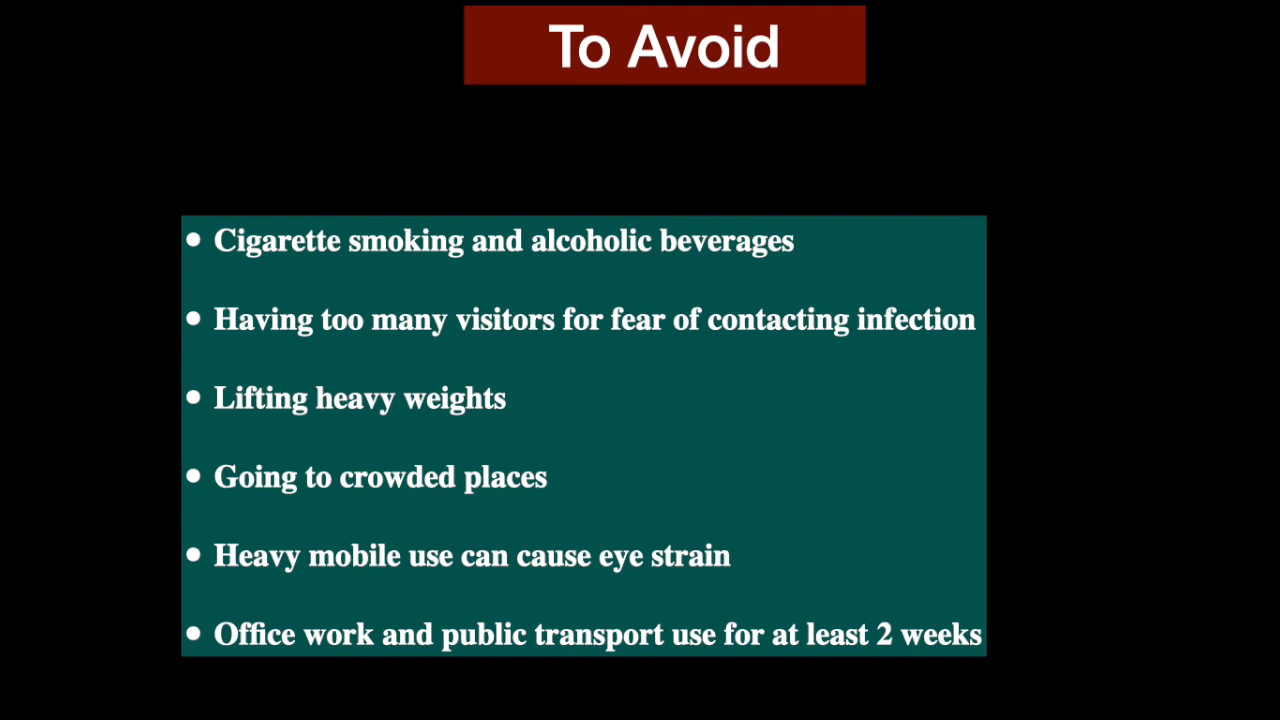 To Avoid
• Cigarette smoking and alcoholic beverages
• Having too many visitors for fear of contacting infection
• Lifting heavy weights
• Going to crowded places
• Heavy mobile use can cause eye strain
• Office work and public transport use for at least 2 weeks